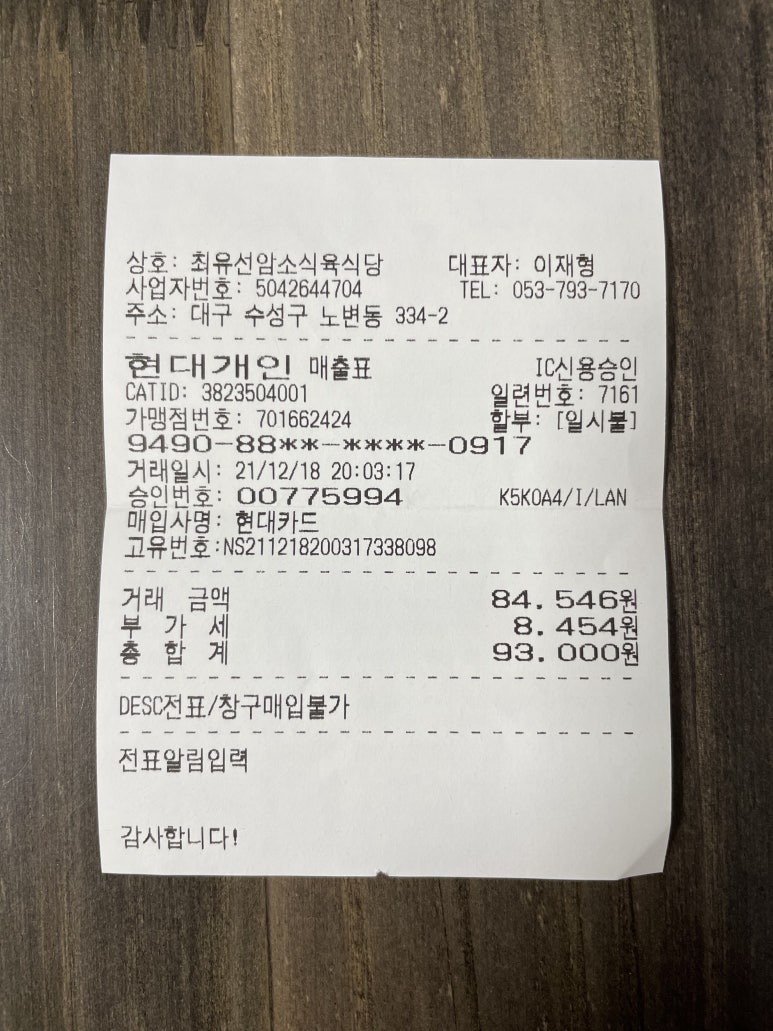 상호: 최유선암소식육식당 대표자: 이재형
사업자번호: 5042644704 TEL: 053-793-7170
주소: 대구 수성구 노변동 334-2
현대개인 매출표 IC신용승인
CATID: 3823504001 일련번호: 7161
가맹점번호: 701662424 할부: [일시불]
9490-88**-****-0917
거래일시: 21/12/18 20:03:17
승인번호: 00775994 K5K0A4/I/LAN
매입사명: 현대카드
고유번호:NS211218200317338098
거래 금액 84.546원
부 가 세 8.454원
총 합 계 93.000원
DESC전표/창구매입불가
전표알림입력
감사합니다!